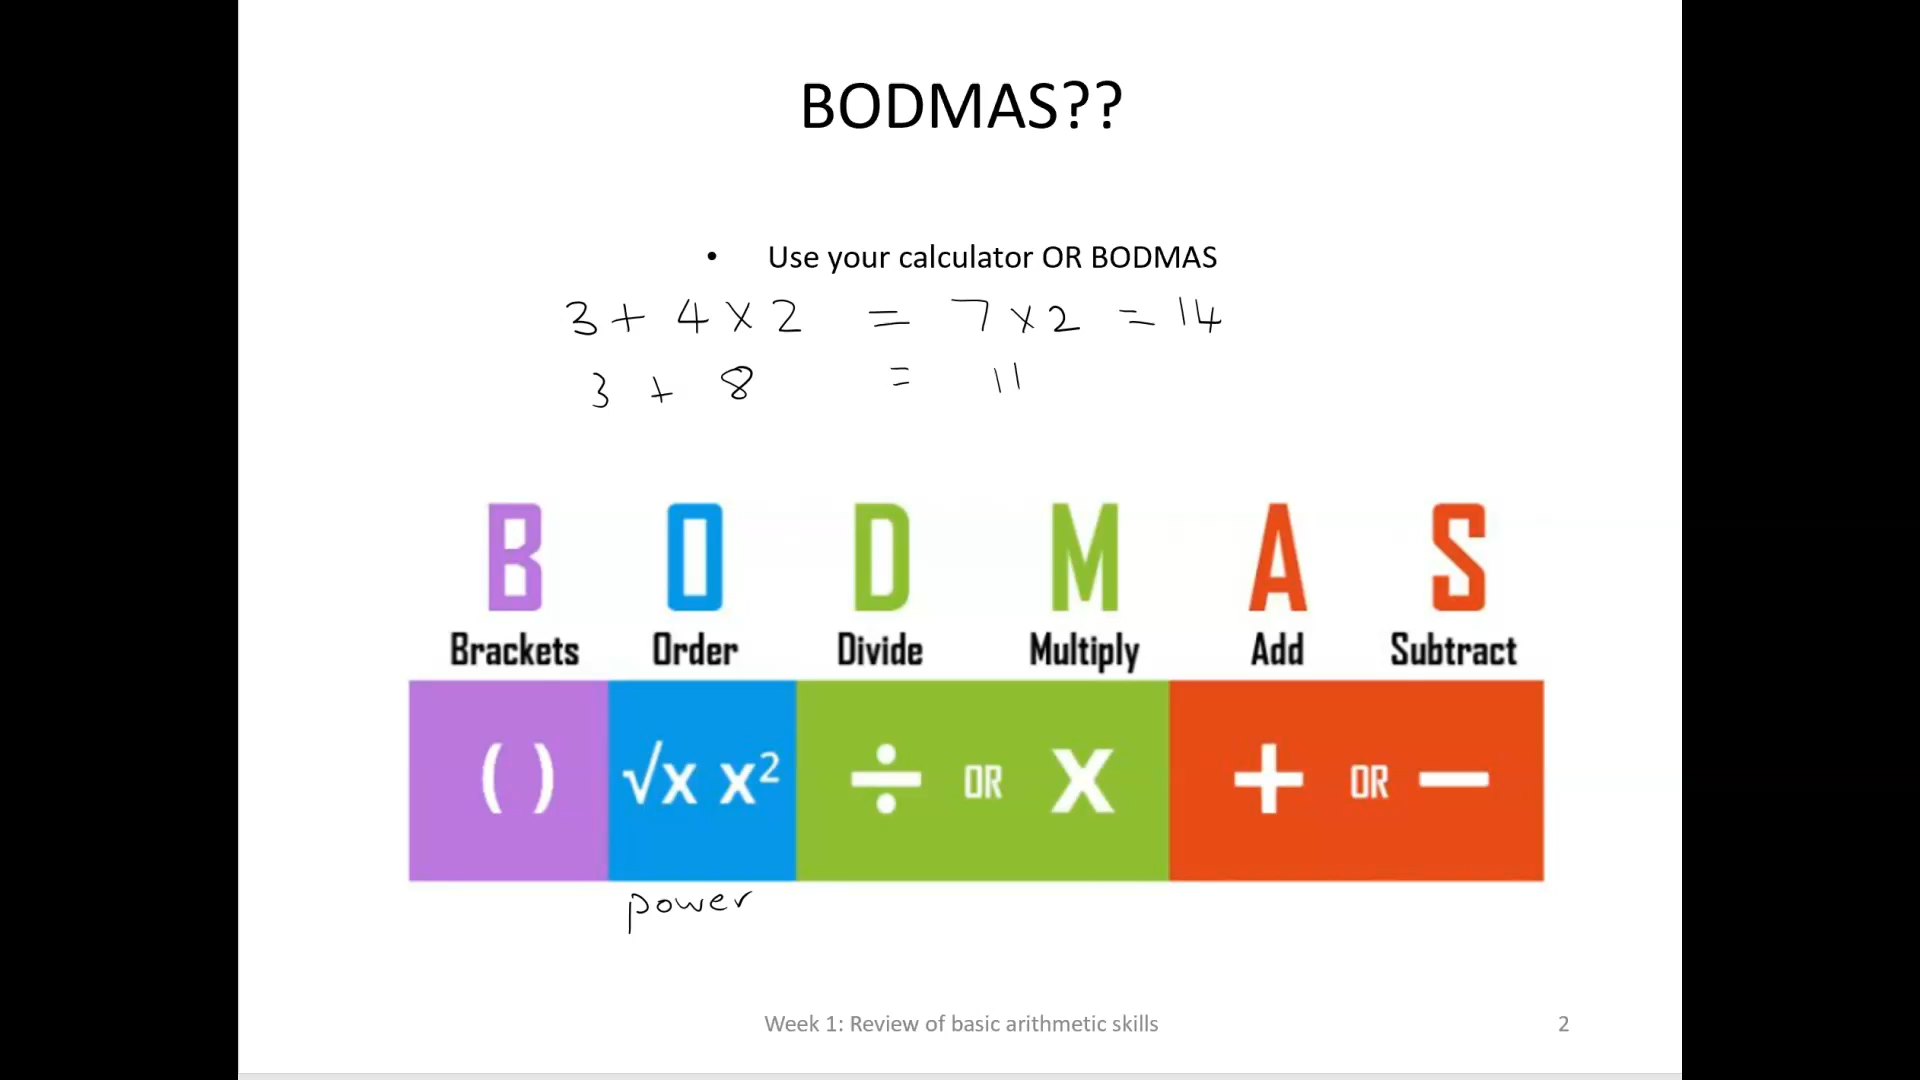 BODMAS??
• Use your calculator OR BODMAS
3 + 4 x 2 = 7 x 2 = 14
3 + 8 = 11
B O D M A S
Brackets Order Divide Multiply Add Subtract
( ) √x x² ÷ OR x + OR −
power
Week 1: Review of basic arithmetic skills 2